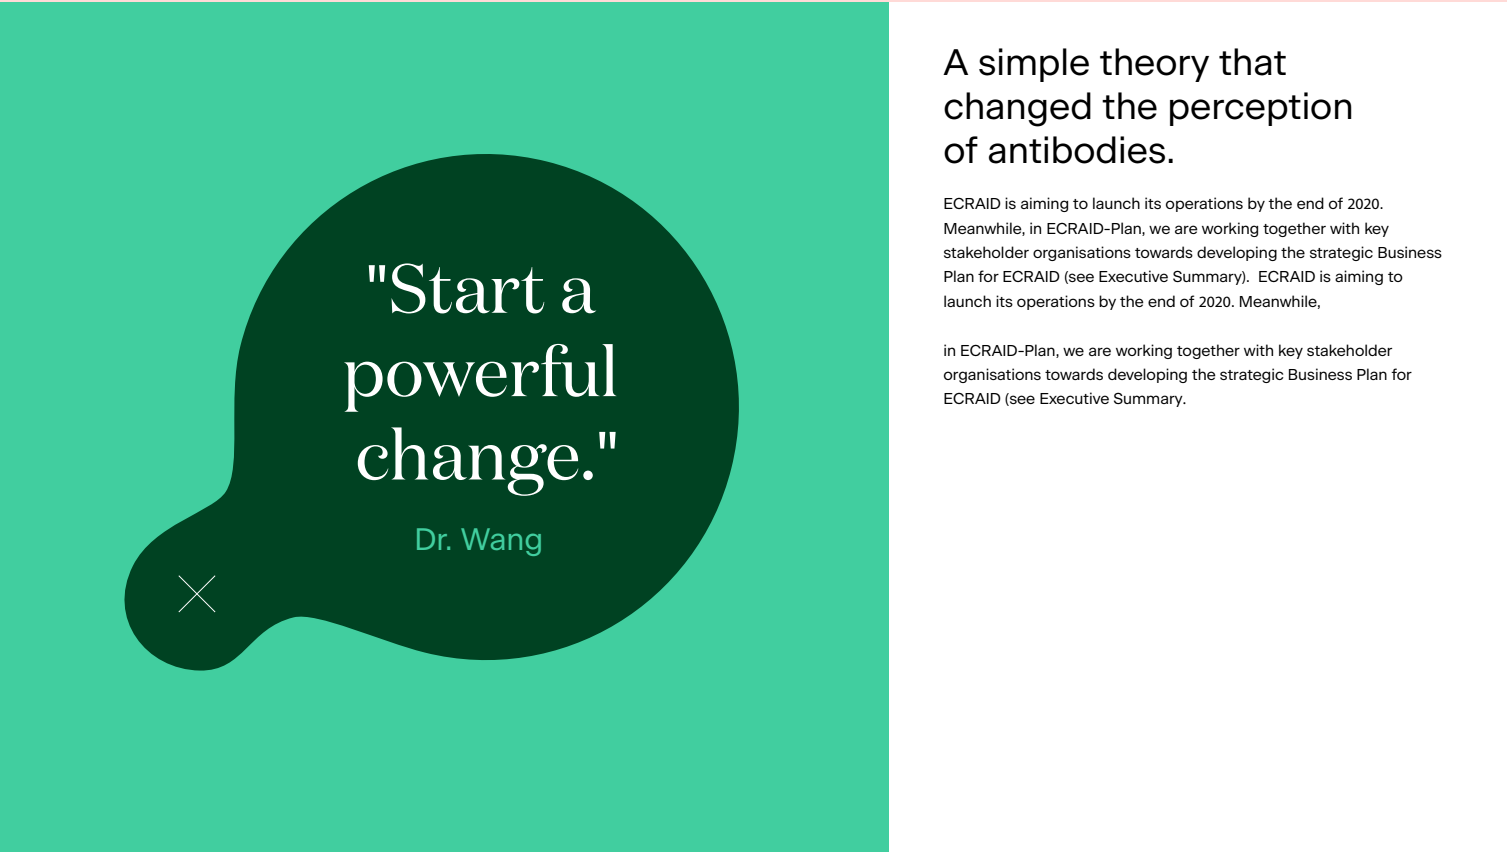 "Start a
powerful
change."
Dr. Wang
A simple theory that
changed the perception
of antibodies.
ECRAID is aiming to launch its operations by the end of 2020.
Meanwhile, in ECRAID-Plan, we are working together with key
stakeholder organisations towards developing the strategic Business
Plan for ECRAID (see Executive Summary).  ECRAID is aiming to
launch its operations by the end of 2020. Meanwhile,
in ECRAID-Plan, we are working together with key stakeholder
organisations towards developing the strategic Business Plan for
ECRAID (see Executive Summary.